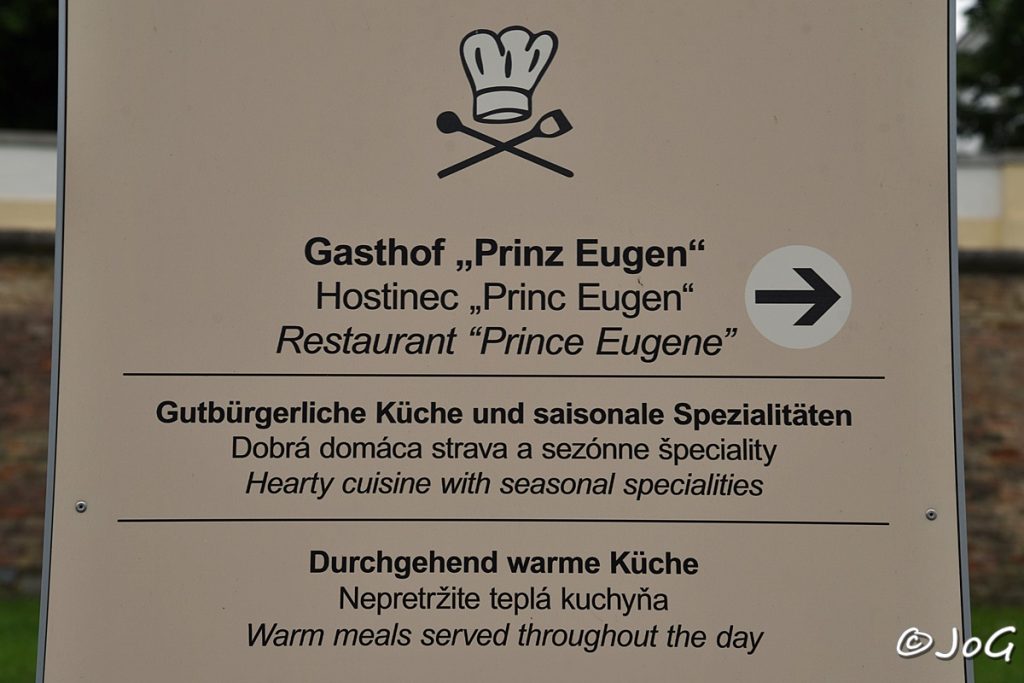 Gasthof „Prinz Eugen“
Hostinec „Princ Eugen“
Restaurant “Prince Eugene”
Gutbürgerliche Küche und saisonale Spezialitäten
Dobrá domáca strava a sezónne špeciality
Hearty cuisine with seasonal specialities
Durchgehend warme Küche
Nepretržite teplá kuchyňa
Warm meals served throughout the day
© JoG